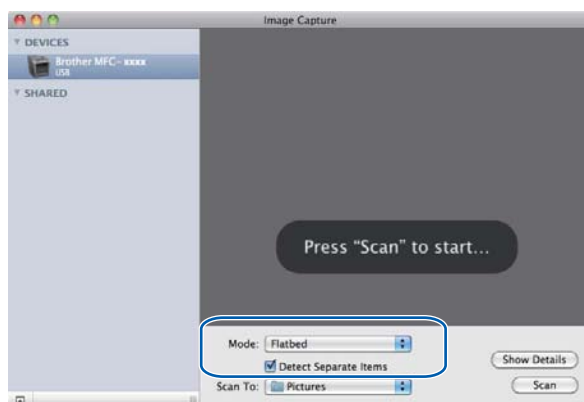 Image Capture
DEVICES
Brother MFC- xxxx
USB
SHARED
Press “Scan” to start...
Mode: Flatbed
Detect Separate Items
Show Details
Scan To: Pictures
Scan